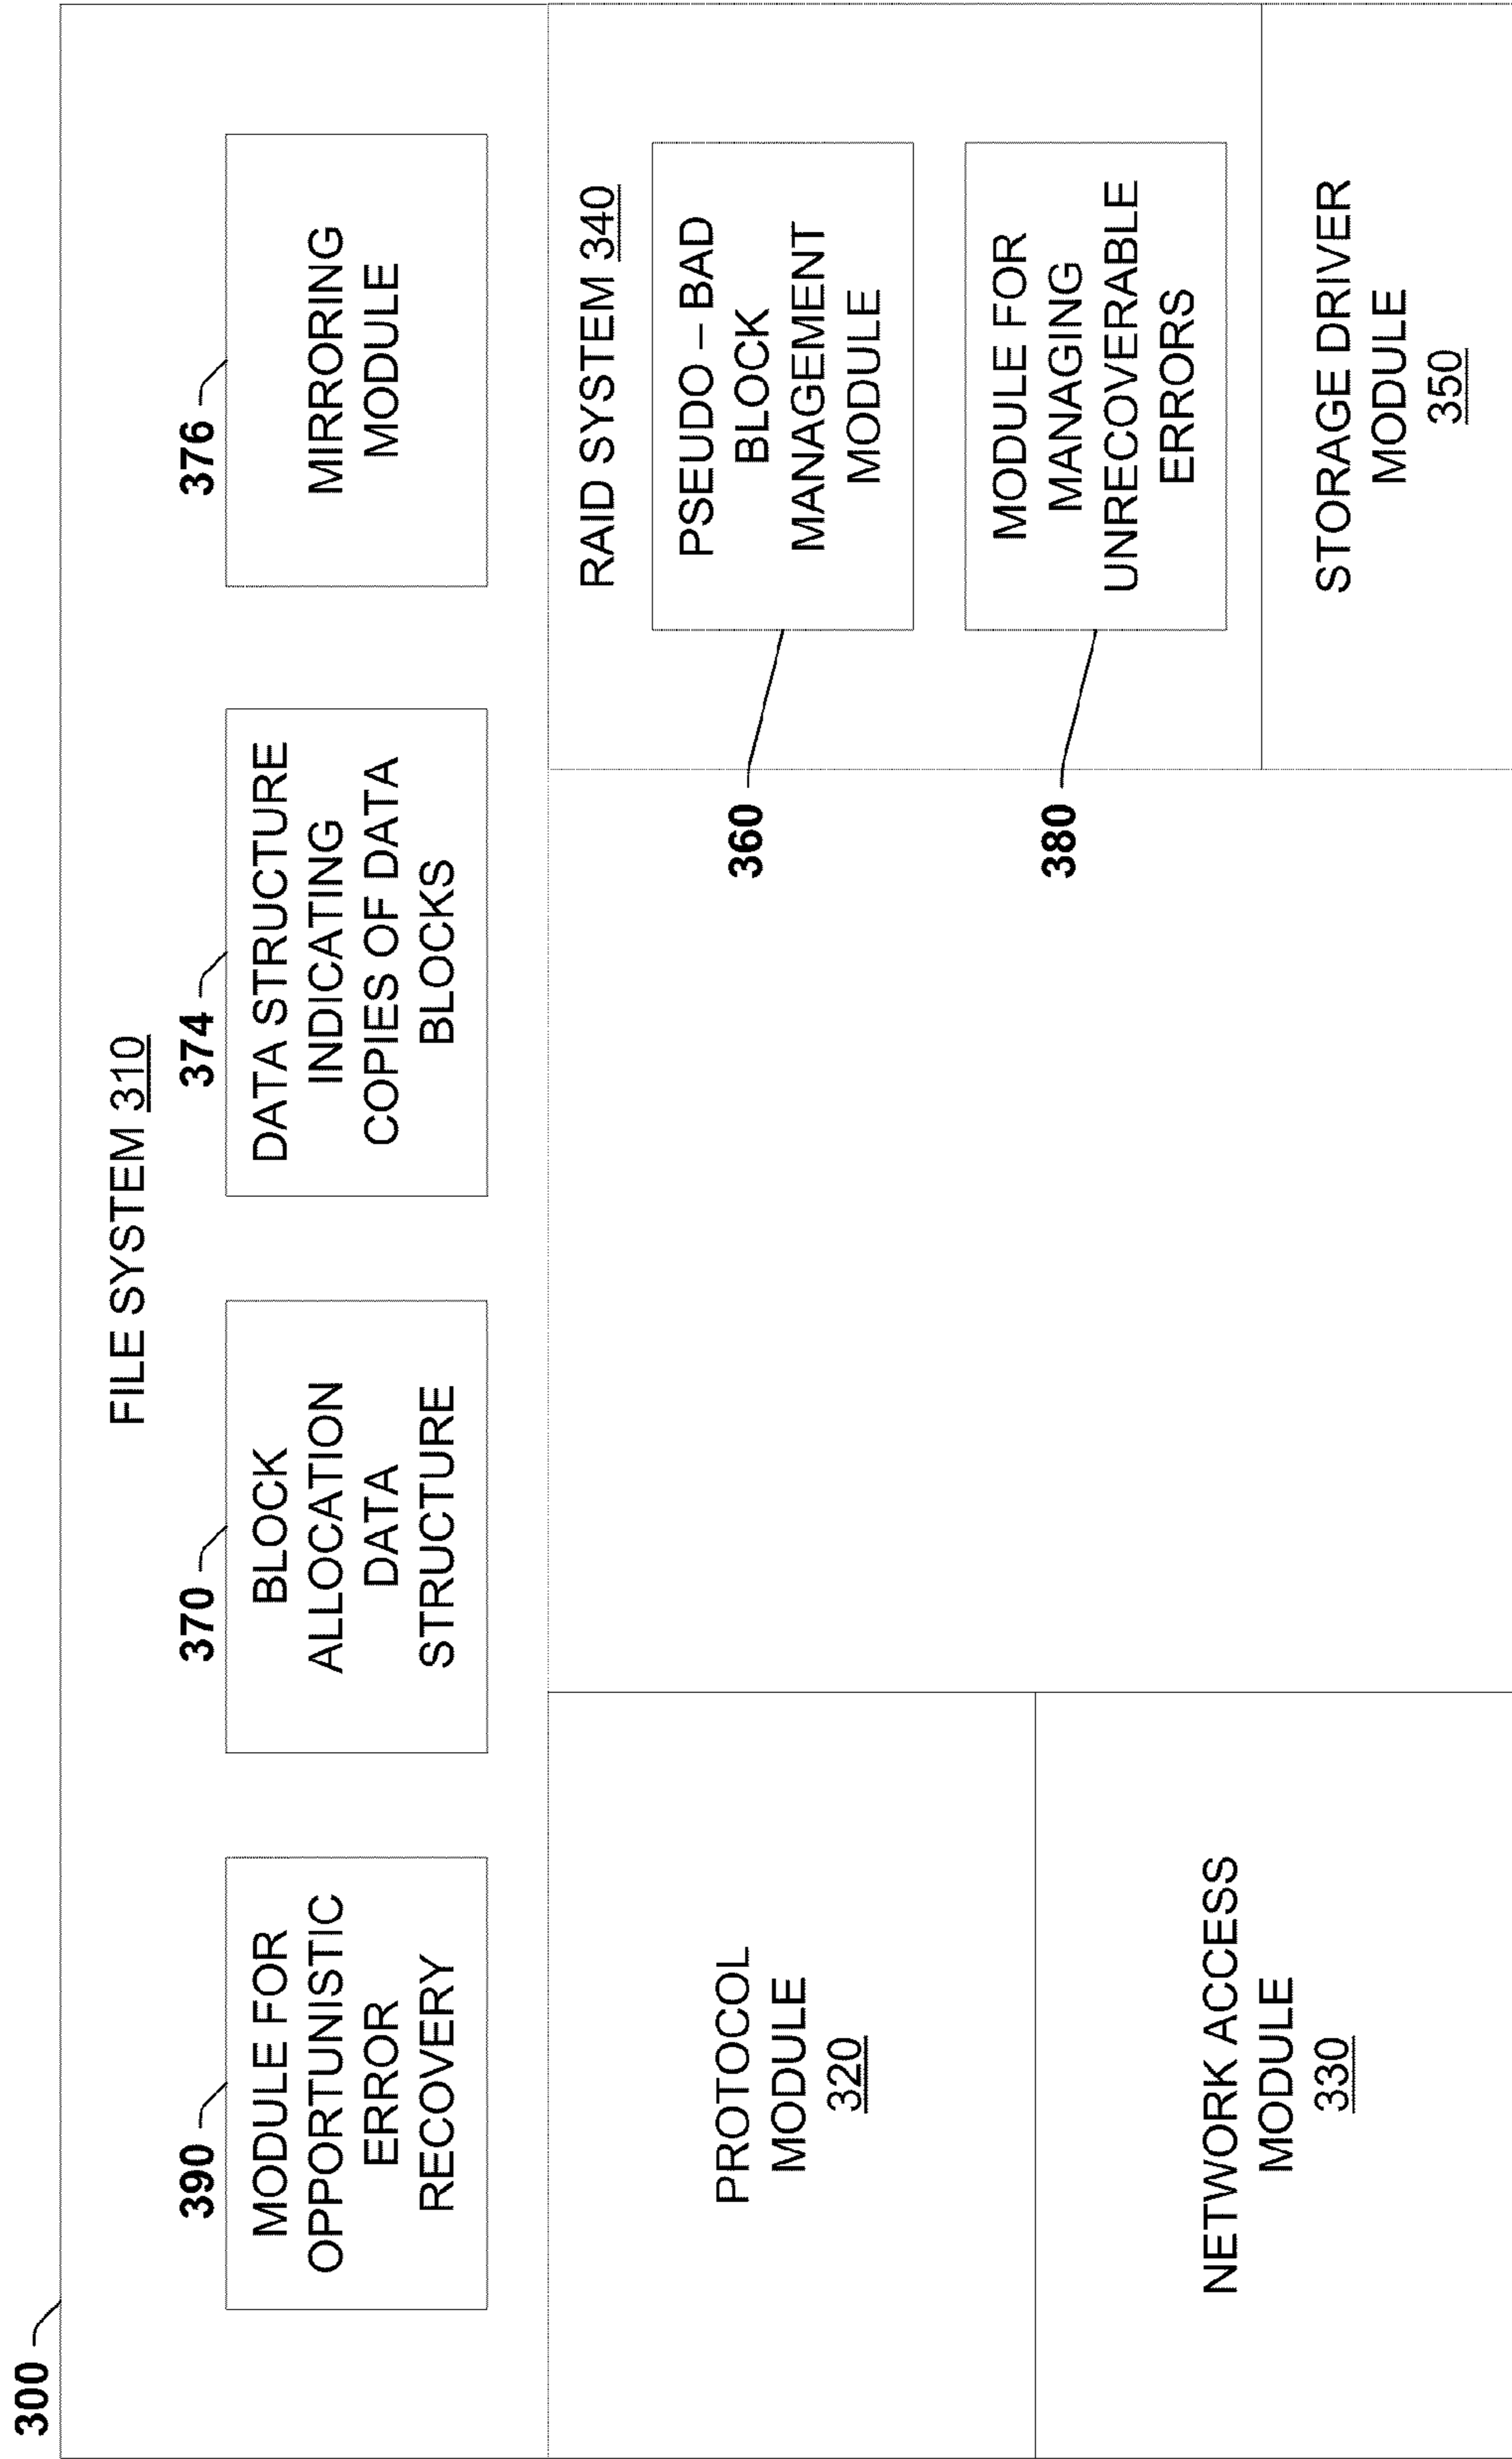 300
FILE SYSTEM 310
390
MODULE FOR
OPPORTUNISTIC
ERROR
RECOVERY
370
BLOCK
ALLOCATION
DATA
STRUCTURE
374
DATA STRUCTURE
INDICATING
COPIES OF DATA
BLOCKS
376
MIRRORING
MODULE
PROTOCOL
MODULE
320
NETWORK ACCESS
MODULE
330
RAID SYSTEM 340
360
PSEUDO – BAD
BLOCK
MANAGEMENT
MODULE
380
MODULE FOR
MANAGING
UNRECOVERABLE
ERRORS
STORAGE DRIVER
MODULE
350